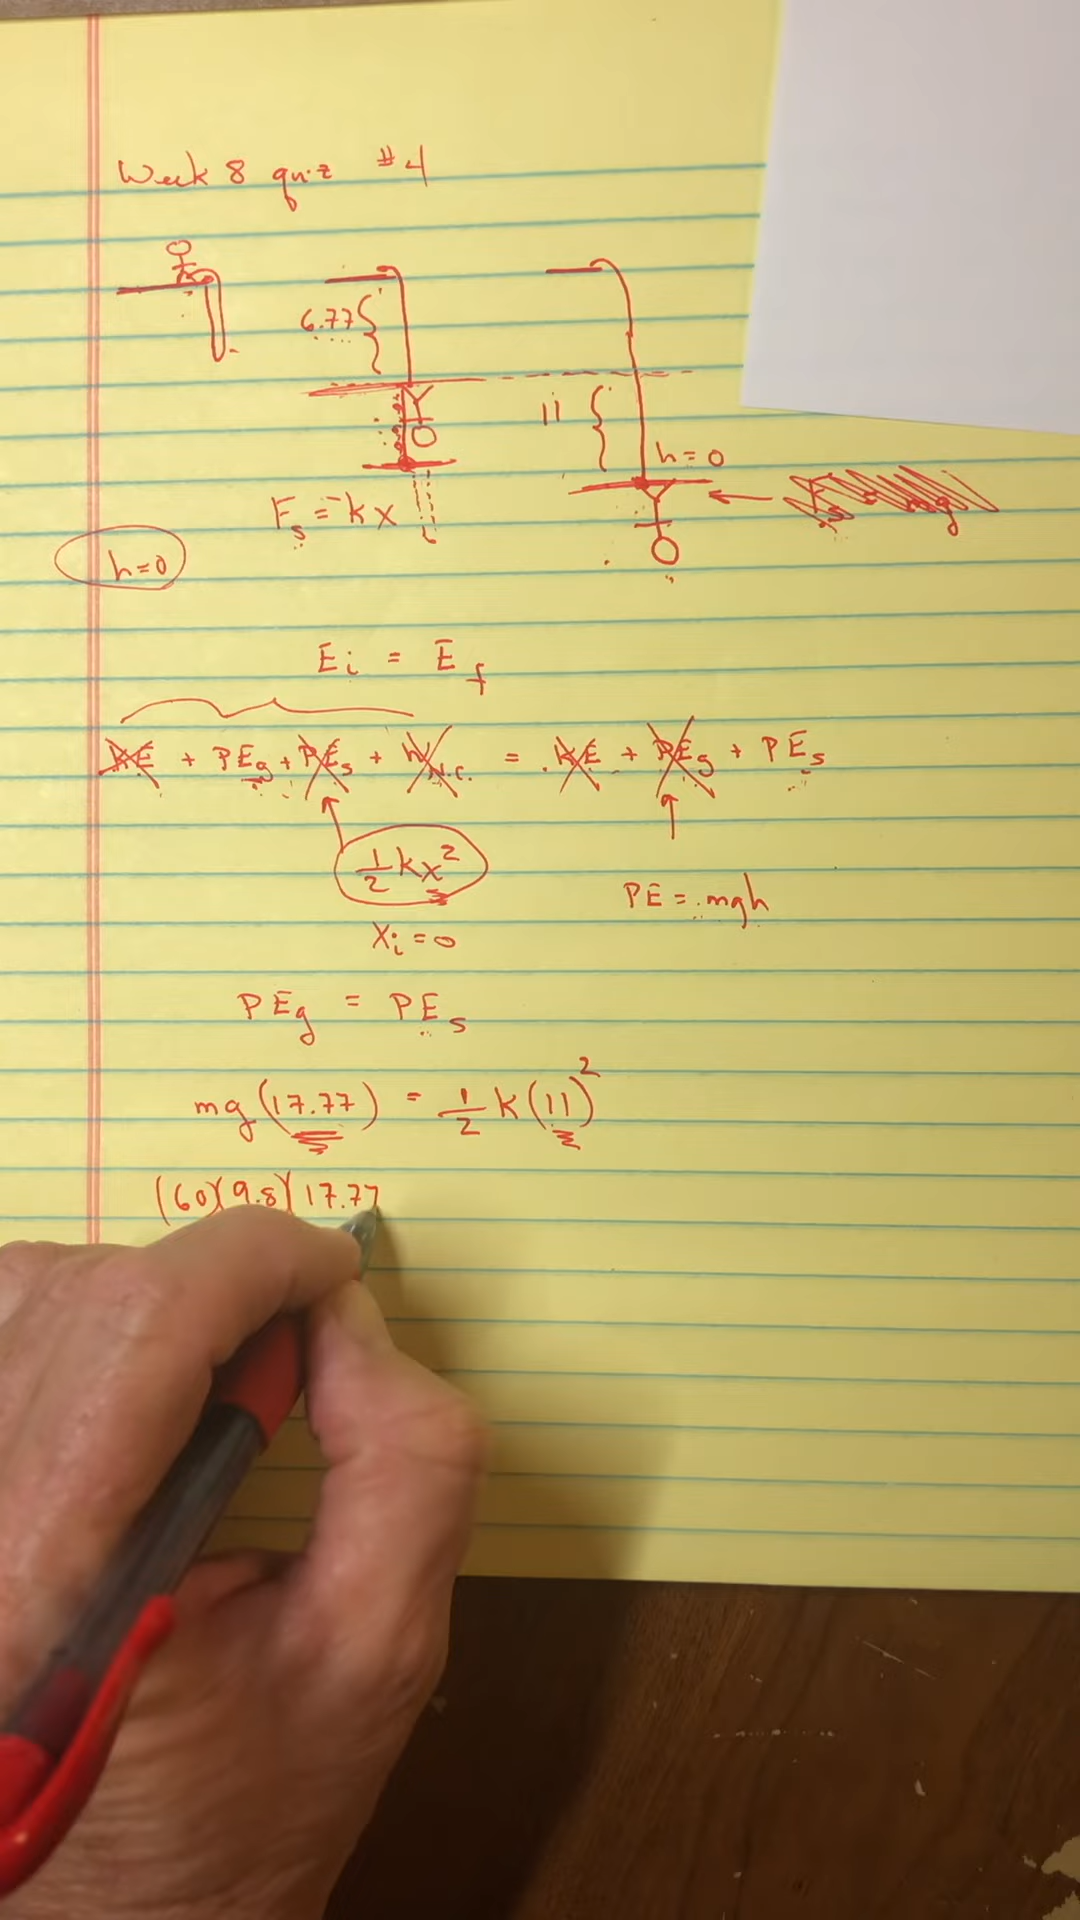 Week 8 quiz #4
6.77
11
h = 0
Fs = -kx
h=0
Ei = Ef
KE + PEg + PEs + WN.C. = KE + PEg + PEs
1/2 kx²
PE = mgh
Xi = 0
PEg = PEs
mg (17.77) = 1/2 k (11)²
(60)(9.8)(17.77